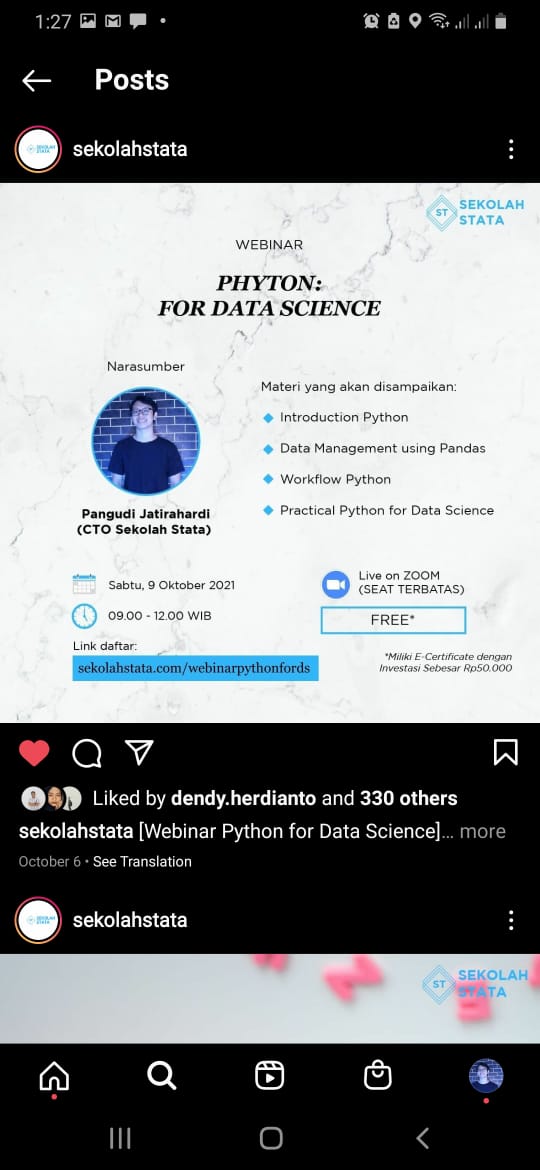 1:27
Posts
sekolahstata
ST SEKOLAH
STATA
WEBINAR
PHYTON:
FOR DATA SCIENCE
Narasumber
Pangudi Jatirahardi
(CTO Sekolah Stata)
Materi yang akan disampaikan:
Introduction Python
Data Management using Pandas
Workflow Python
Practical Python for Data Science
Sabtu, 9 Oktober 2021
09.00 - 12.00 WIB
Link daftar:
sekolahstata.com/webinarpythonfords
Live on ZOOM
(SEAT TERBATAS)
FREE*
*Miliki E-Certificate dengan
Investasi Sebesar Rp50.000
Liked by dendy.herdianto and 330 others
sekolahstata [Webinar Python for Data Science]... more
October 6 • See Translation
sekolahstata
ST SEKOLAH
STATA